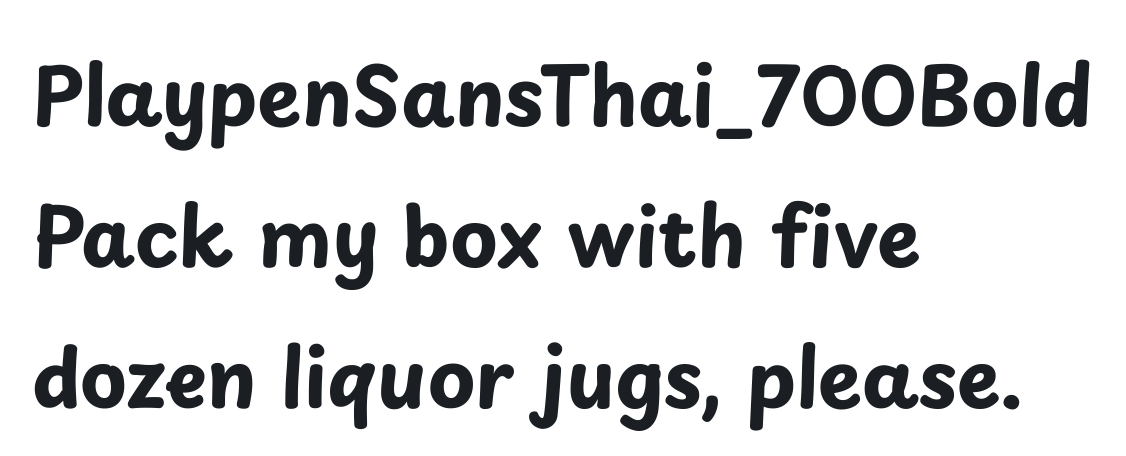 PlaypenSansThai_700Bold
Pack my box with five
dozen liquor jugs, please.